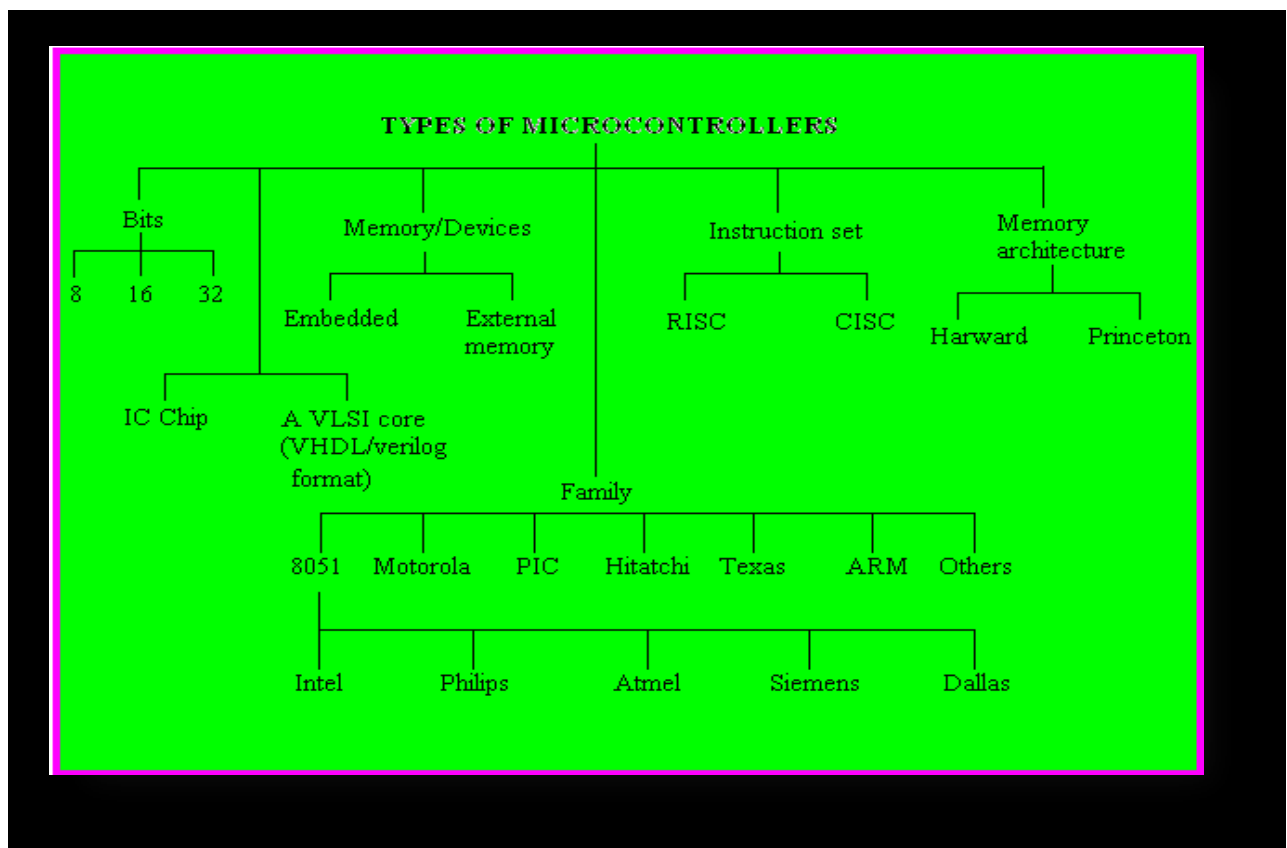 TYPES OF MICROCONTROLLERS
Bits
Memory/Devices
Instruction set
Memory
architecture
8 16 32
Embedded
External
memory
RISC
CISC
Harward
Princeton
IC Chip
A VLSI core
(VHDL/verilog
format)
Family
8051 Motorola PIC Hitatchi Texas ARM Others
Intel Philips Atmel Siemens Dallas